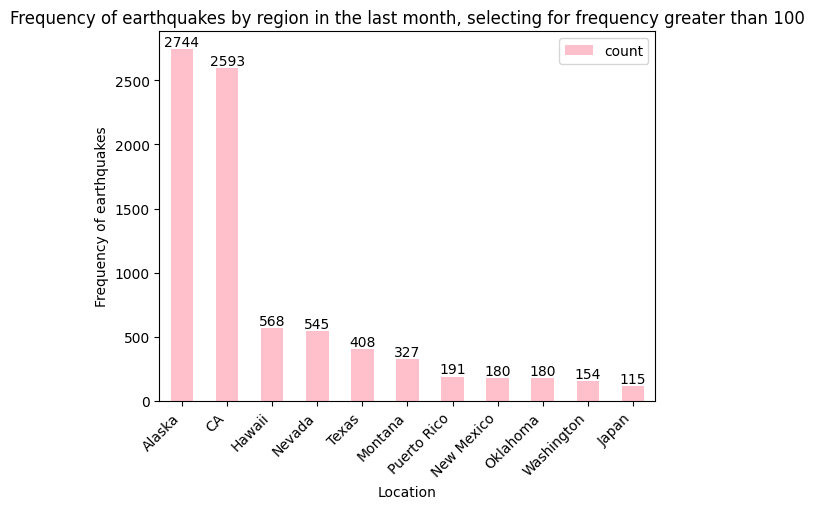 Frequency of earthquakes by region in the last month, selecting for frequency greater than 100
count
Frequency of earthquakes
2500
2000
1500
1000
500
0
2744
2593
568
545
408
327
191
180
180
154
115
Alaska
CA
Hawaii
Nevada
Texas
Montana
Puerto Rico
New Mexico
Oklahoma
Washington
Japan
Location